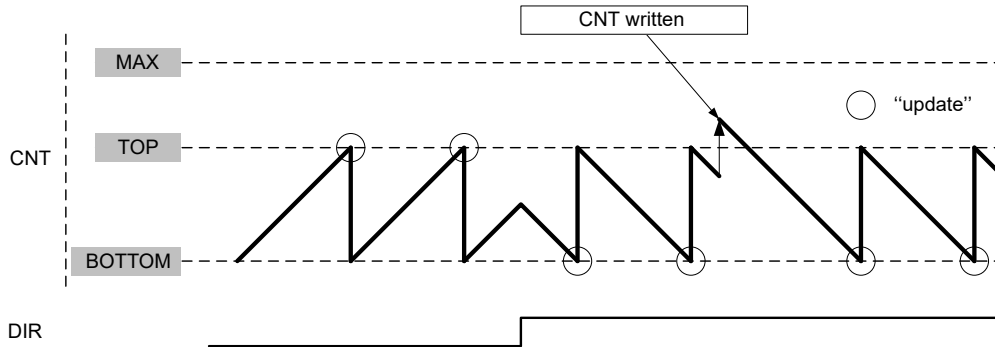 CNT written
MAX
“update”
TOP
CNT
BOTTOM
DIR